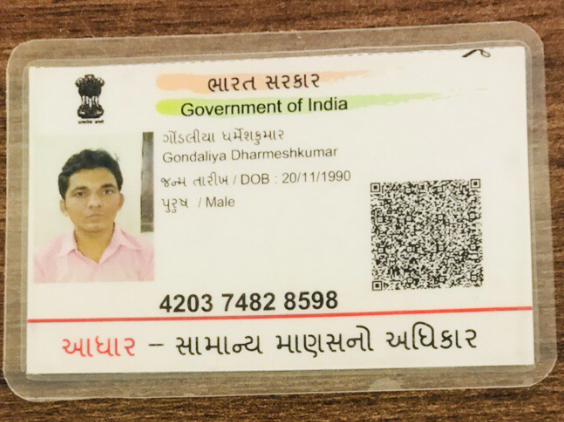 ભારત સરકાર
Government of India
ગોંડલીયા ધર્મેશકુમાર
Gondaliya Dharmeshkumar
જન્મ તારીખ / DOB : 20/11/1990
પુરુષ / Male
4203 7482 8598
આધાર – સામાન્ય માણસનો અધિકાર